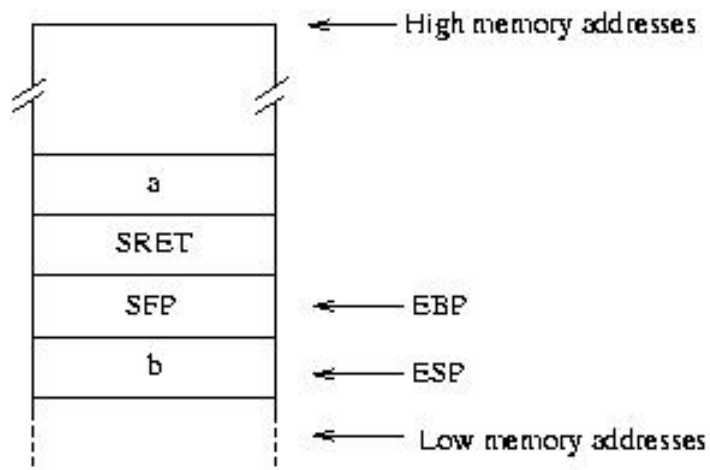 High memory addresses
a
SRET
SFP
EBP
b
ESP
Low memory addresses